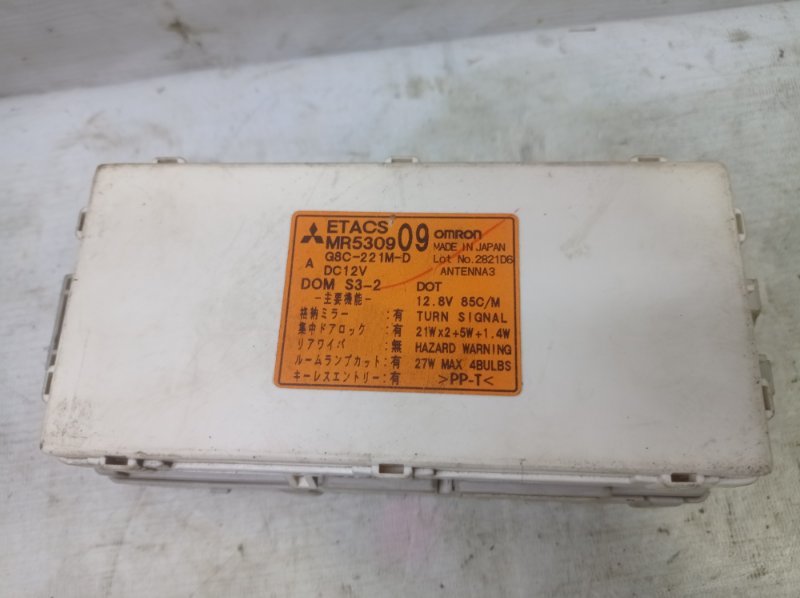 ETACS
MR530909
OMRON
MADE IN JAPAN
A G8C-221M-D
Lot No.2821D6
DC12V
ANTENNA3
DOM S3-2
DOT
12.8V 85C/M
－主要機能－
格納ミラー :有
TURN SIGNAL
集中ドアロック :有
21W×2+5W+1.4W
リアワイパ :無
HAZARD WARNING
ルームランプカット:有
27W MAX 4BULBS
キーレスエントリー:有
>PP-T<